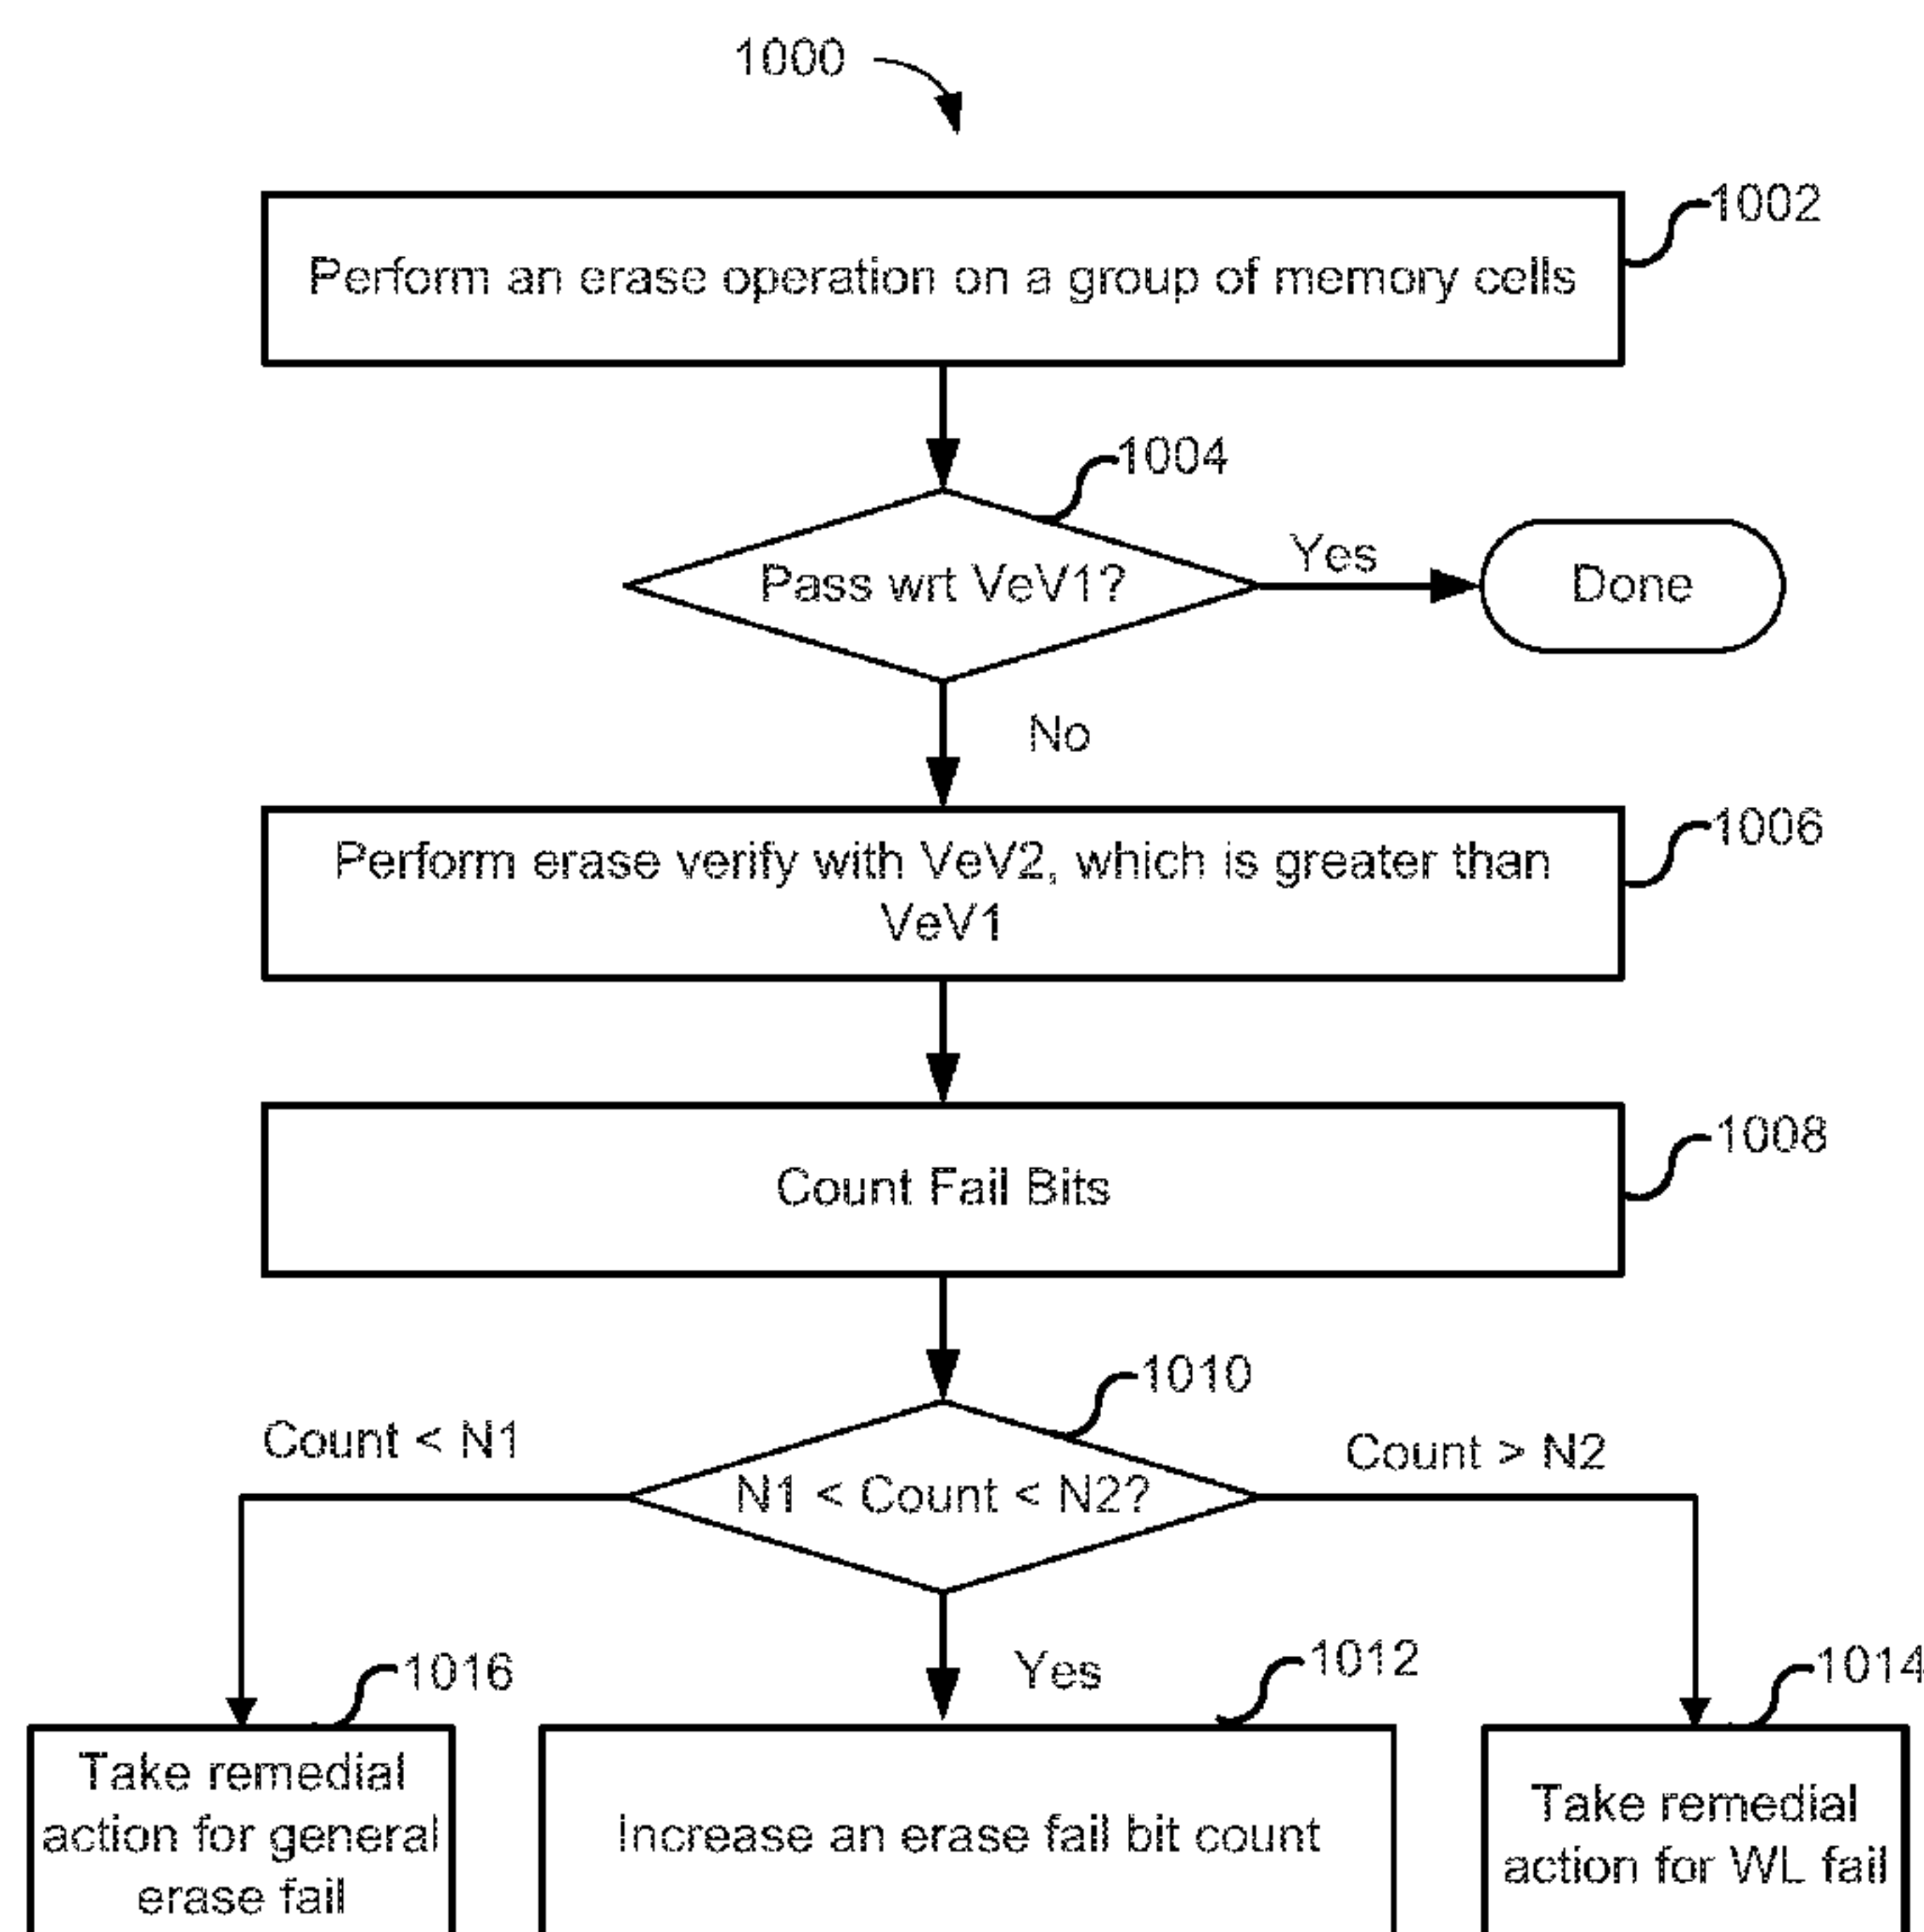 1000
1002
Perform an erase operation on a group of memory cells
1004
Pass wrt VeV1?
Yes
Done
No
1006
Perform erase verify with VeV2, which is greater than
VeV1
1008
Count Fail Bits
1010
Count < N1
N1 < Count < N2?
Count > N2
Yes
1016
1012
1014
Take remedial
action for general
erase fail
Increase an erase fail bit count
Take remedial
action for WL fail